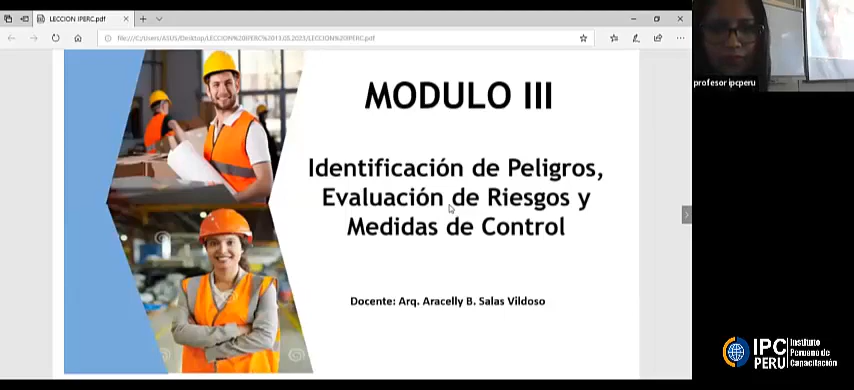 LECCION IPERC.pdf
file:///C:/Users/ASUS/Desktop/LECCION%20IPERC%2013.03.2023/LECCION%20IPERC.pdf
profesor ipcperu
MODULO III
Identificación de Peligros,
Evaluación de Riesgos y
Medidas de Control
Docente: Arq. Aracelly B. Salas Vildoso
IPC
PERU
Instituto
Peruano de
Capacitación